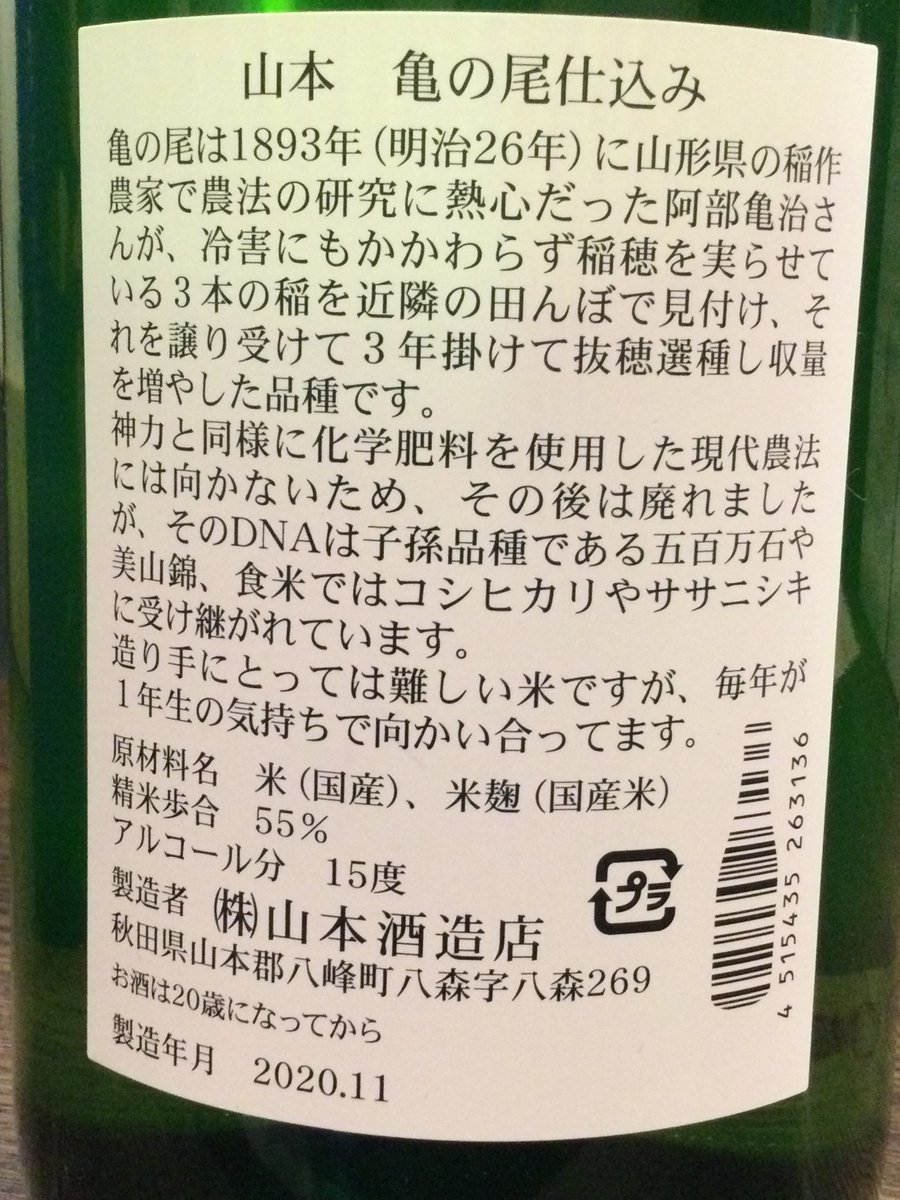 山本　亀の尾仕込み
亀の尾は1893年(明治26年)に山形県の稲作
農家で農法の研究に熱心だった阿部亀治さ
んが、冷害にもかかわらず稲穂を実らせて
いる3本の稲を近隣の田んぼで見付け、そ
れを譲り受けて3年掛けて抜穂選種し収量
を増やした品種です。
神力と同様に化学肥料を使用した現代農法
には向かないため、その後は廃れました
が、そのDNAは子孫品種である五百万石や
美山錦、食米ではコシヒカリやササニシキ
に受け継がれています。
造り手にとっては難しい米ですが、毎年が
1年生の気持ちで向かい合ってます。
原材料名　米(国産)、米麹(国産米)
精米歩合　55%
アルコール分　15度
製造者　㈱山本酒造店
秋田県山本郡八峰町八森字八森269
お酒は20歳になってから
製造年月　2020.11
プラ
4 515435 263136